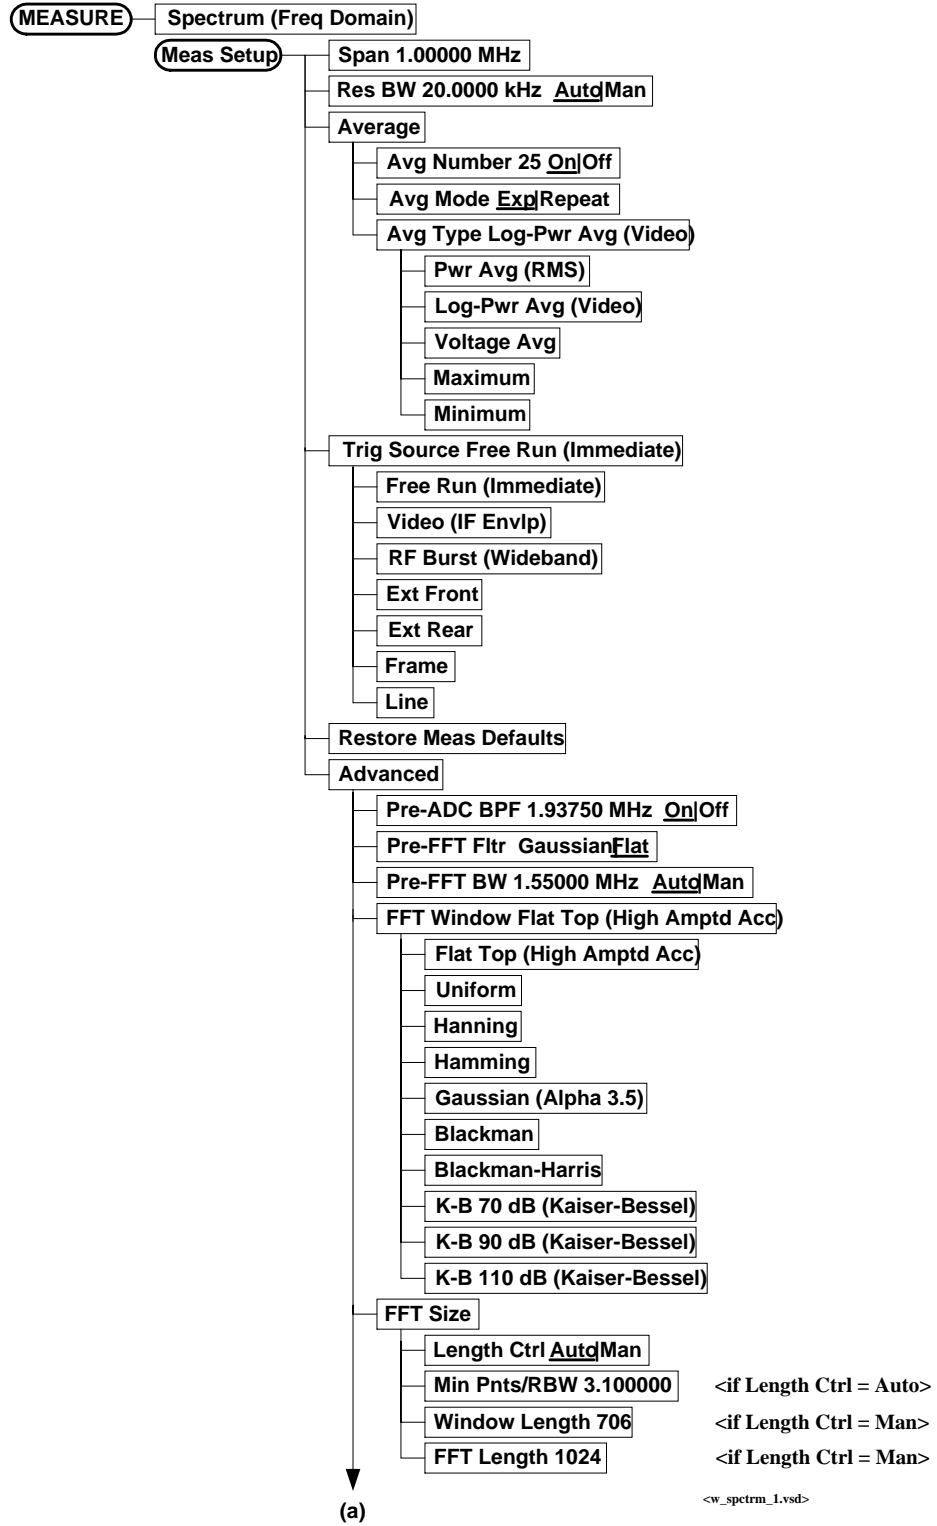 MEASURE Spectrum (Freq Domain)
Meas Setup Span 1.00000 MHz
Res BW 20.0000 kHz Auto|Man
Average
Avg Number 25 On|Off
Avg Mode Exp|Repeat
Avg Type Log-Pwr Avg (Video)
Pwr Avg (RMS)
Log-Pwr Avg (Video)
Voltage Avg
Maximum
Minimum
Trig Source Free Run (Immediate)
Free Run (Immediate)
Video (IF Envlp)
RF Burst (Wideband)
Ext Front
Ext Rear
Frame
Line
Restore Meas Defaults
Advanced
Pre-ADC BPF 1.93750 MHz On|Off
Pre-FFT Fltr Gaussian|Flat
Pre-FFT BW 1.55000 MHz Auto|Man
FFT Window Flat Top (High Amptd Acc)
Flat Top (High Amptd Acc)
Uniform
Hanning
Hamming
Gaussian (Alpha 3.5)
Blackman
Blackman-Harris
K-B 70 dB (Kaiser-Bessel)
K-B 90 dB (Kaiser-Bessel)
K-B 110 dB (Kaiser-Bessel)
FFT Size
Length Ctrl Auto|Man
Min Pnts/RBW 3.100000 <if Length Ctrl = Auto>
Window Length 706 <if Length Ctrl = Man>
FFT Length 1024 <if Length Ctrl = Man>
<w_spctrm_1.vsd>
(a)